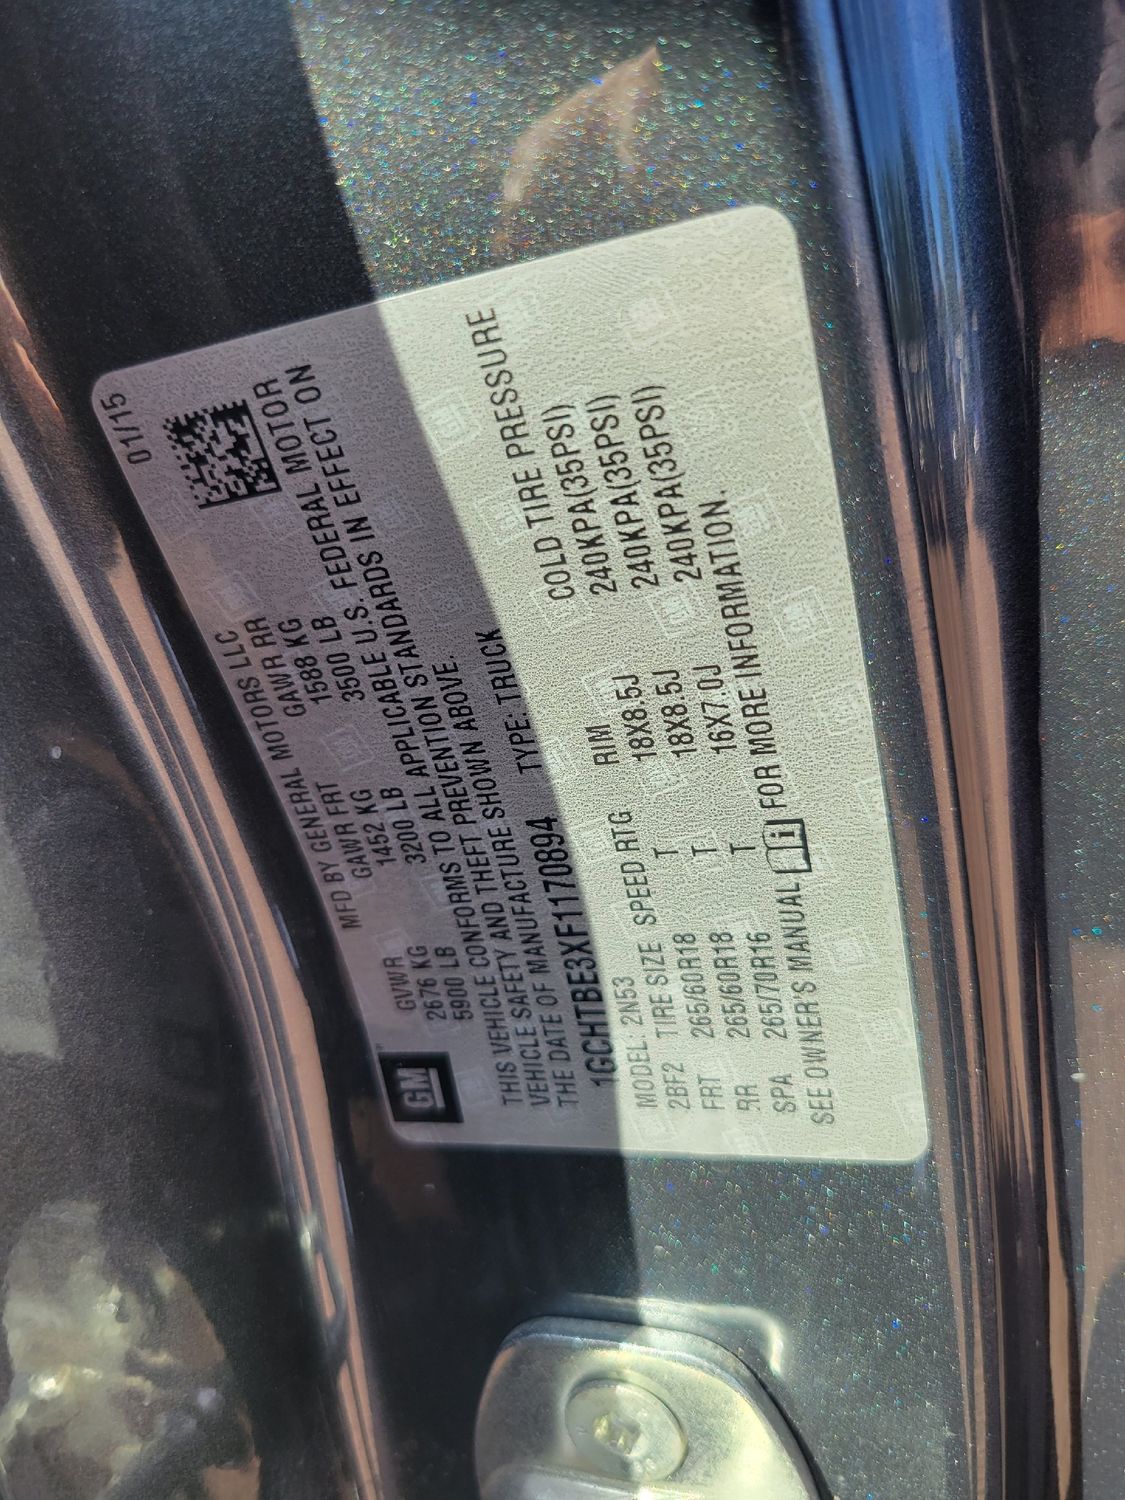 01/15
GM
MFD BY GENERAL MOTORS LLC
GVWR GAWR FRT GAWR RR
2676 KG 1452 KG 1588 KG
5900 LB 3200 LB 3500 LB
THIS VEHICLE CONFORMS TO ALL APPLICABLE U.S. FEDERAL MOTOR
VEHICLE SAFETY AND THEFT PREVENTION STANDARDS IN EFFECT ON
THE DATE OF MANUFACTURE SHOWN ABOVE.
1GCHTBE3XF1170894 TYPE: TRUCK
MODEL: 2N53
2BF2 TIRE SIZE SPEED RTG RIM COLD TIRE PRESSURE
FRT 265/60R18 T 18X8.5J 240KPA(35PSI)
RR 265/60R18 T 18X8.5J 240KPA(35PSI)
SPA 265/70R16 T 16X7.0J 240KPA(35PSI)
SEE OWNER'S MANUAL i FOR MORE INFORMATION.